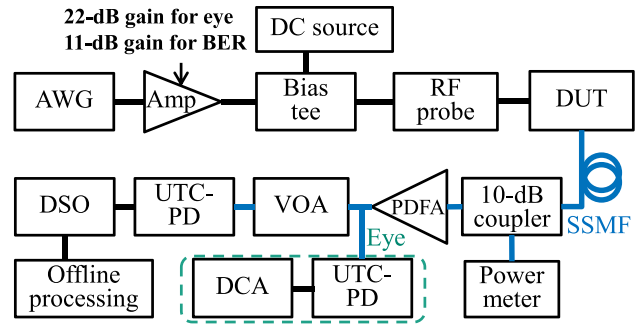 22-dB gain for eye
11-dB gain for BER
DC source
AWG
Amp
Bias
tee
RF
probe
DUT
DSO
UTC-
PD
VOA
PDFA
10-dB
coupler
SSMF
Eye
Offline
processing
DCA
UTC-
PD
Power
meter